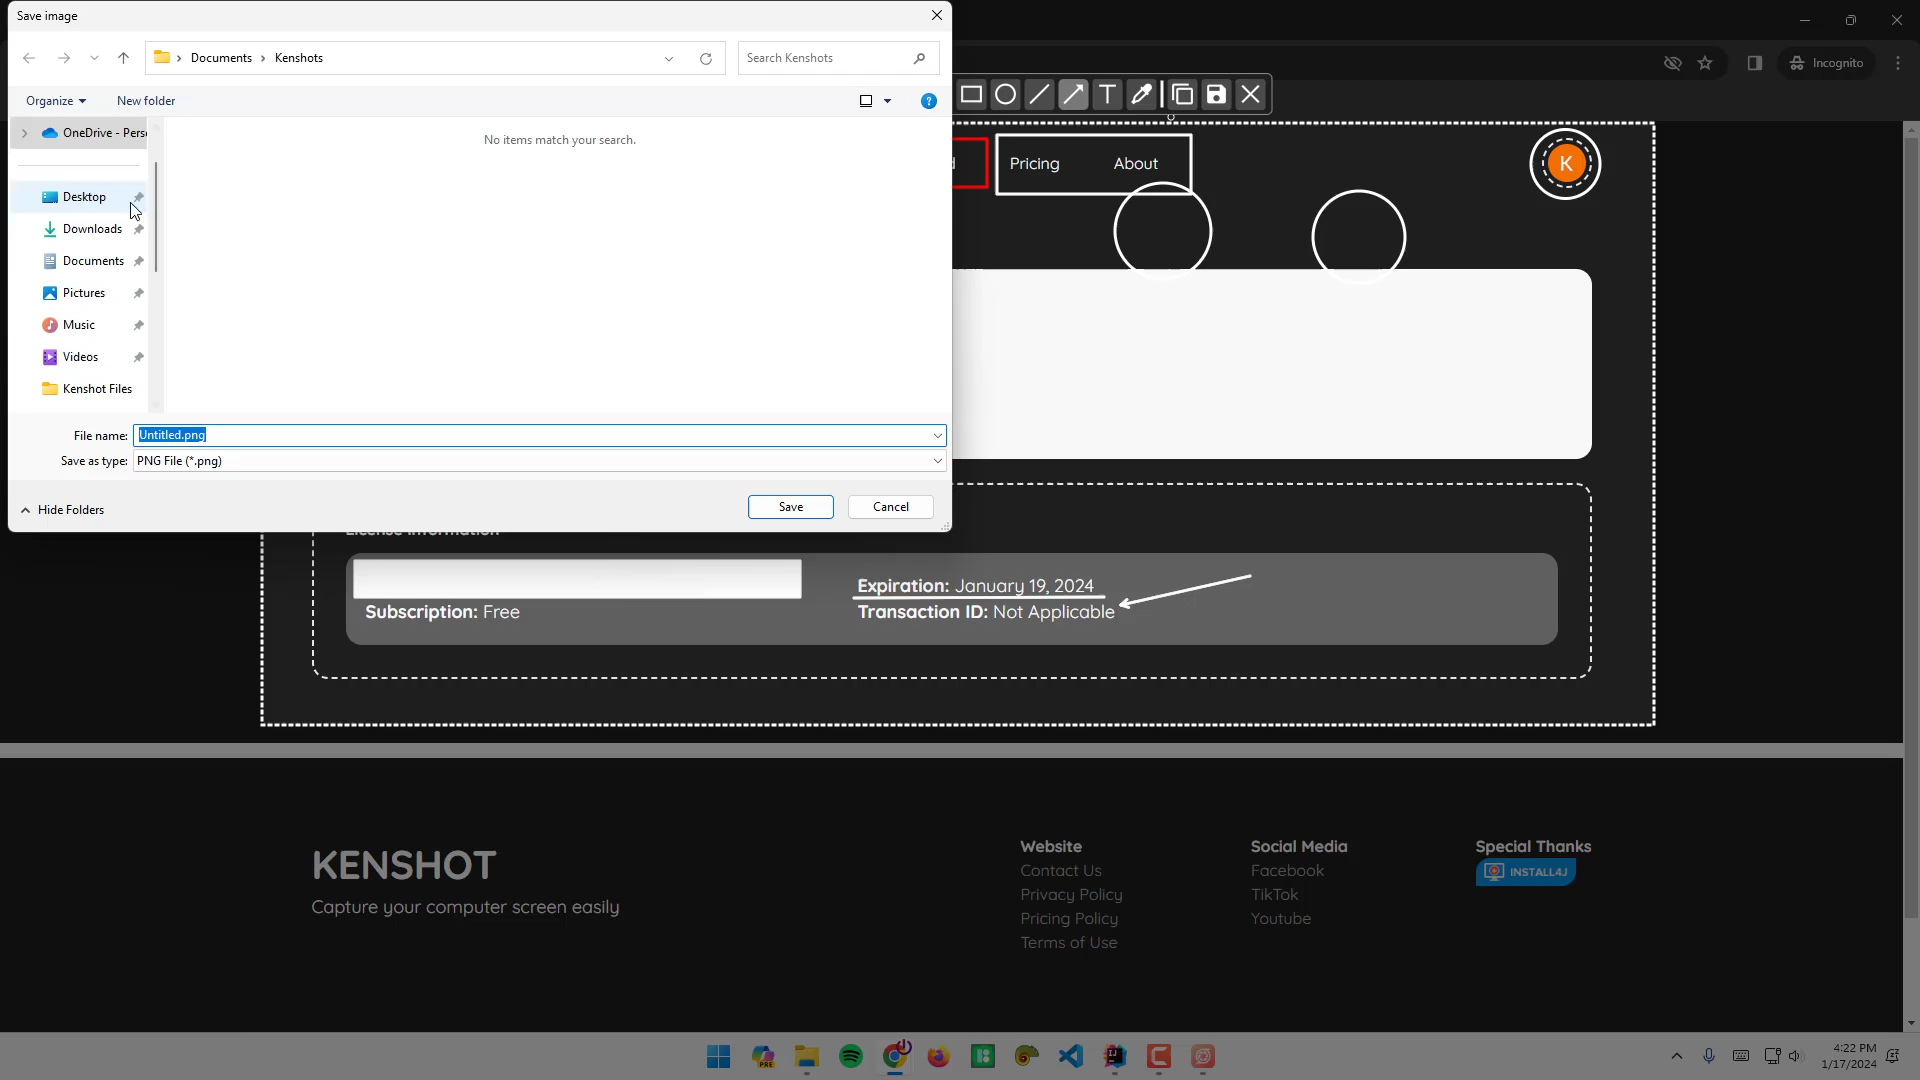 Save image
Documents > Kenshots
Search Kenshots
Organize
New folder
OneDrive - Pers
No items match your search.
Desktop
Downloads
Documents
Pictures
Music
Videos
Kenshot Files
File name: Untitled.png
Save as type: PNG File (*.png)
Hide Folders
Save
Cancel
Incognito
T
Pricing
About
K
License Information
Expiration: January 19, 2024
Subscription: Free
Transaction ID: Not Applicable
KENSHOT
Capture your computer screen easily
Website
Contact Us
Privacy Policy
Pricing Policy
Terms of Use
Social Media
Facebook
TikTok
Youtube
Special Thanks
INSTALL4J
PRE
4:22 PM
1/17/2024